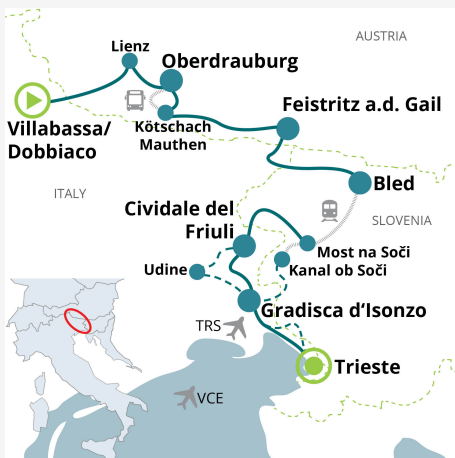 AUSTRIA
Lienz
Oberdrauburg
Feistritz a.d. Gail
Villabassa/
Dobbiaco
Kötschach
Mauthen
ITALY
Bled
SLOVENIA
Cividale del
Friuli
Most na Soči
Udine
Kanal ob Soči
Gradisca d'Isonzo
TRS
Trieste
VCE